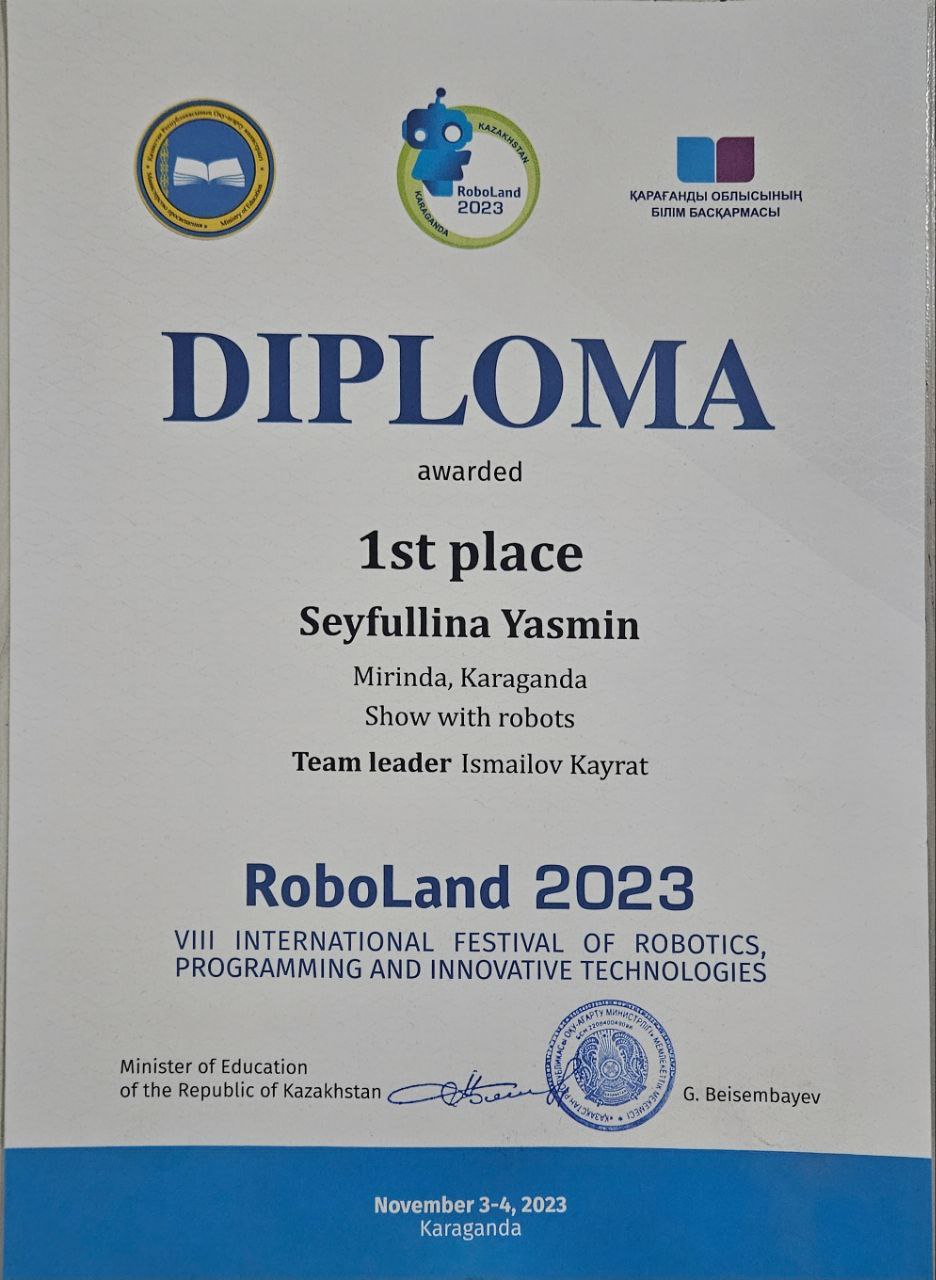 Қазақстан Республикасының Оқу-ағарту министрлігі
Министерство просвещения
Ministry of Education
KAZAKHSTAN
RoboLand
2023
KARAGANDA
ҚАРАҒАНДЫ ОБЛЫСЫНЫҢ
БІЛІМ БАСҚАРМАСЫ
DIPLOMA
awarded
1st place
Seyfullina Yasmin
Mirinda, Karaganda
Show with robots
Team leader Ismailov Kayrat
RoboLand 2023
VIII INTERNATIONAL FESTIVAL OF ROBOTICS,
PROGRAMMING AND INNOVATIVE TECHNOLOGIES
Minister of Education
of the Republic of Kazakhstan
G. Beisembayev
ОҚУ-АҒАРТУ МИНИСТРЛІГІ МЕМЛЕКЕТТІК МЕКЕМЕСІ
November 3-4, 2023
Karaganda